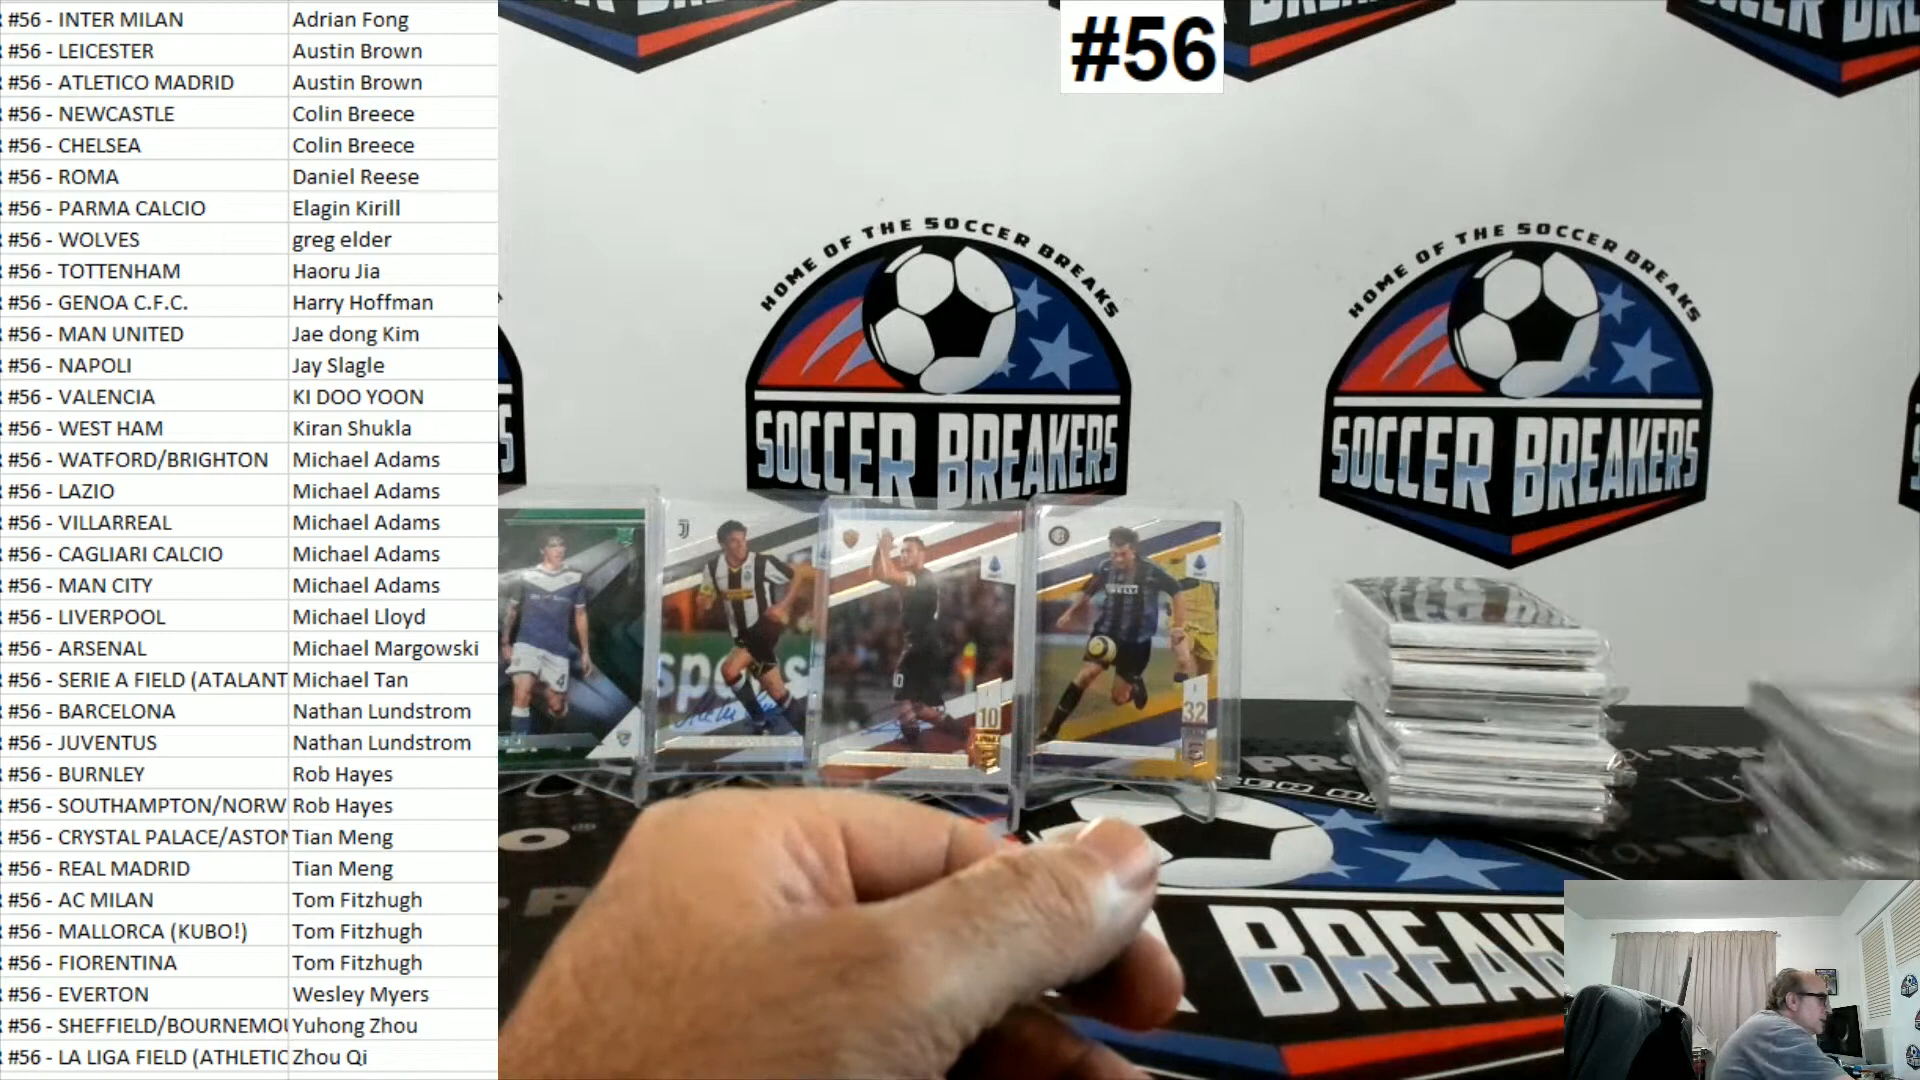 #56 - INTER MILAN Adrian Fong
#56 - LEICESTER Austin Brown
#56 - ATLETICO MADRID Austin Brown
#56 - NEWCASTLE Colin Breece
#56 - CHELSEA Colin Breece
#56 - ROMA Daniel Reese
#56 - PARMA CALCIO Elagin Kirill
#56 - WOLVES greg elder
#56 - TOTTENHAM Haoru Jia
#56 - GENOA C.F.C. Harry Hoffman
#56 - MAN UNITED Jae dong Kim
#56 - NAPOLI Jay Slagle
#56 - VALENCIA KI DOO YOON
#56 - WEST HAM Kiran Shukla
#56 - WATFORD/BRIGHTON Michael Adams
#56 - LAZIO Michael Adams
#56 - VILLARREAL Michael Adams
#56 - CAGLIARI CALCIO Michael Adams
#56 - MAN CITY Michael Adams
#56 - LIVERPOOL Michael Lloyd
#56 - ARSENAL Michael Margowski
#56 - SERIE A FIELD (ATALANT Michael Tan
#56 - BARCELONA Nathan Lundstrom
#56 - JUVENTUS Nathan Lundstrom
#56 - BURNLEY Rob Hayes
#56 - SOUTHAMPTON/NORW Rob Hayes
#56 - CRYSTAL PALACE/ASTON Tian Meng
#56 - REAL MADRID Tian Meng
#56 - AC MILAN Tom Fitzhugh
#56 - MALLORCA (KUBO!) Tom Fitzhugh
#56 - FIORENTINA Tom Fitzhugh
#56 - EVERTON Wesley Myers
#56 - SHEFFIELD/BOURNEMOU Yuhong Zhou
#56 - LA LIGA FIELD (ATHLETIC Zhou Qi
#56
HOME OF THE SOCCER BREAKS
SOCCER BREAKERS
HOME OF THE SOCCER BREAKS
SOCCER BREAKERS
PIRELLI
4
10
32
BREAK